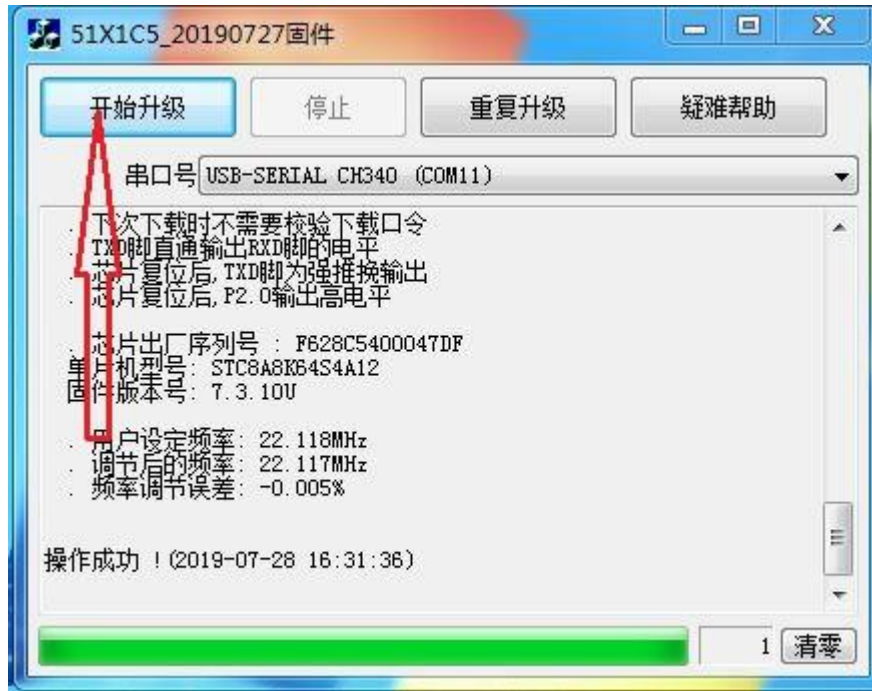 51X1C5_20190727固件
开始升级 停止 重复升级 疑难帮助
串口号 USB-SERIAL CH340 (COM11)
. 下次下载时不需要校验下载口令
. TXD脚直通输出RXD脚的电平
. 芯片复位后,TXD脚为强推挽输出
. 芯片复位后,P2.0输出高电平
. 芯片出厂序列号 : F628C5400047DF
单片机型号: STC8A8K64S4A12
固件版本号: 7.3.10U
. 用户设定频率: 22.118MHz
. 调节后的频率: 22.117MHz
. 频率调节误差: -0.005%
操作成功 !(2019-07-28 16:31:36)
1 清零